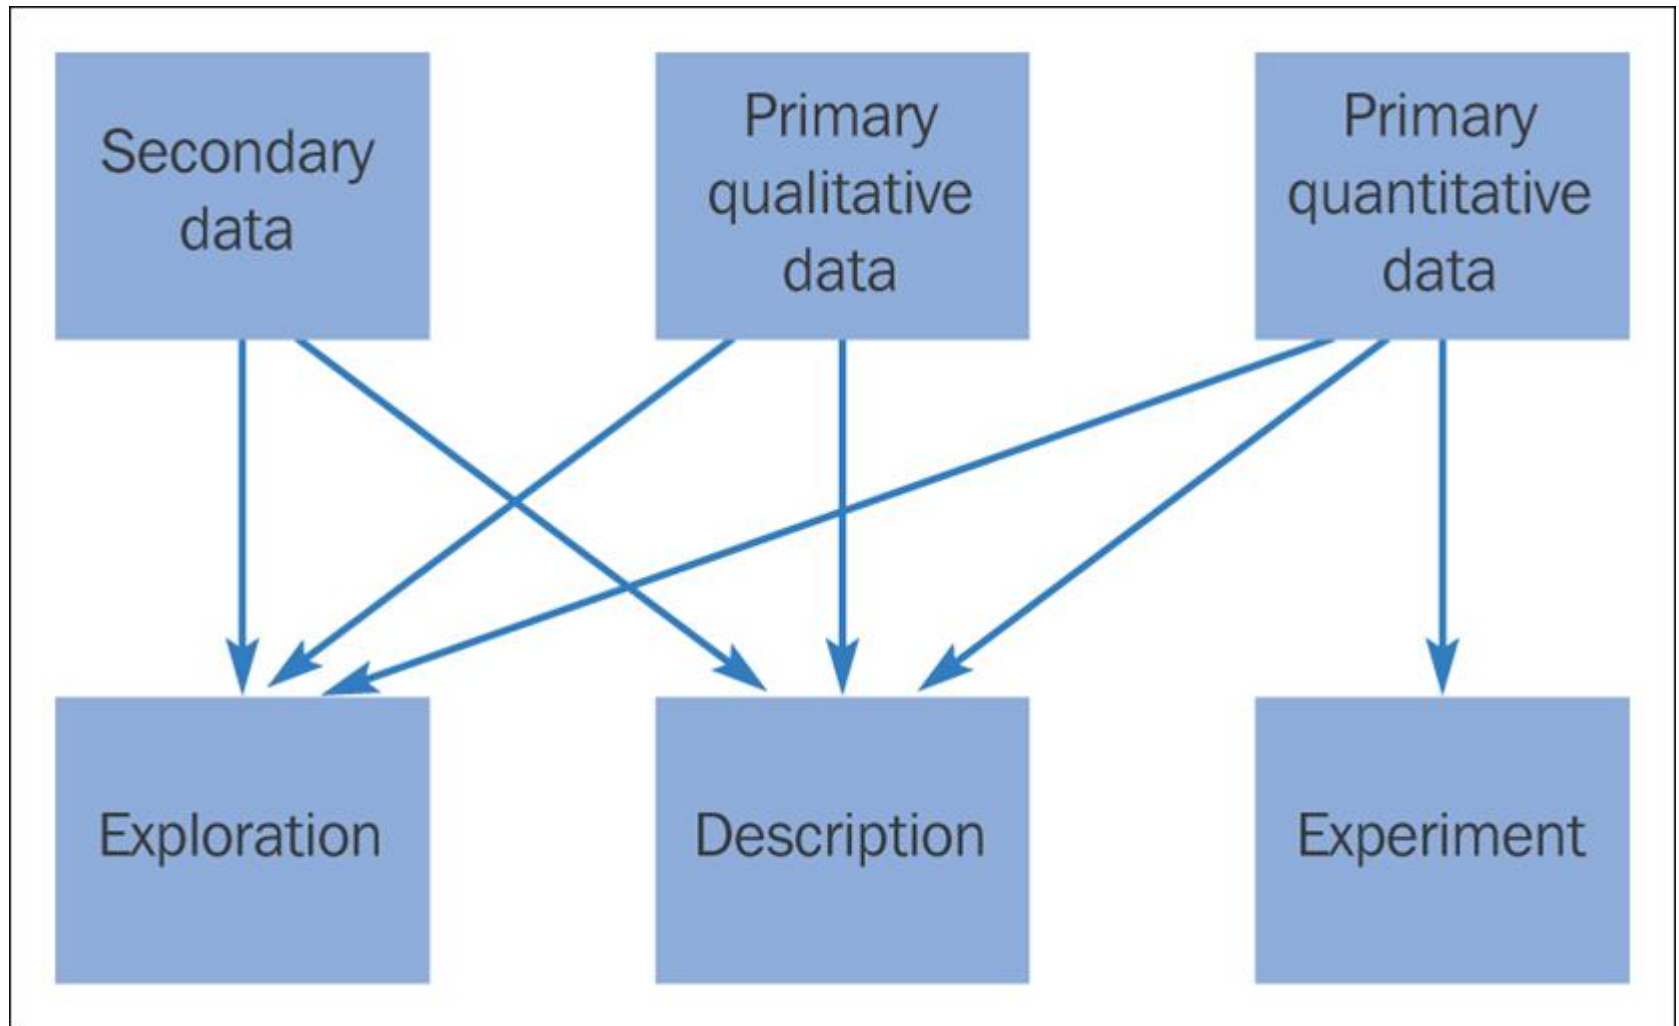 Secondary
data
Primary
qualitative
data
Primary
quantitative
data
Exploration
Description
Experiment